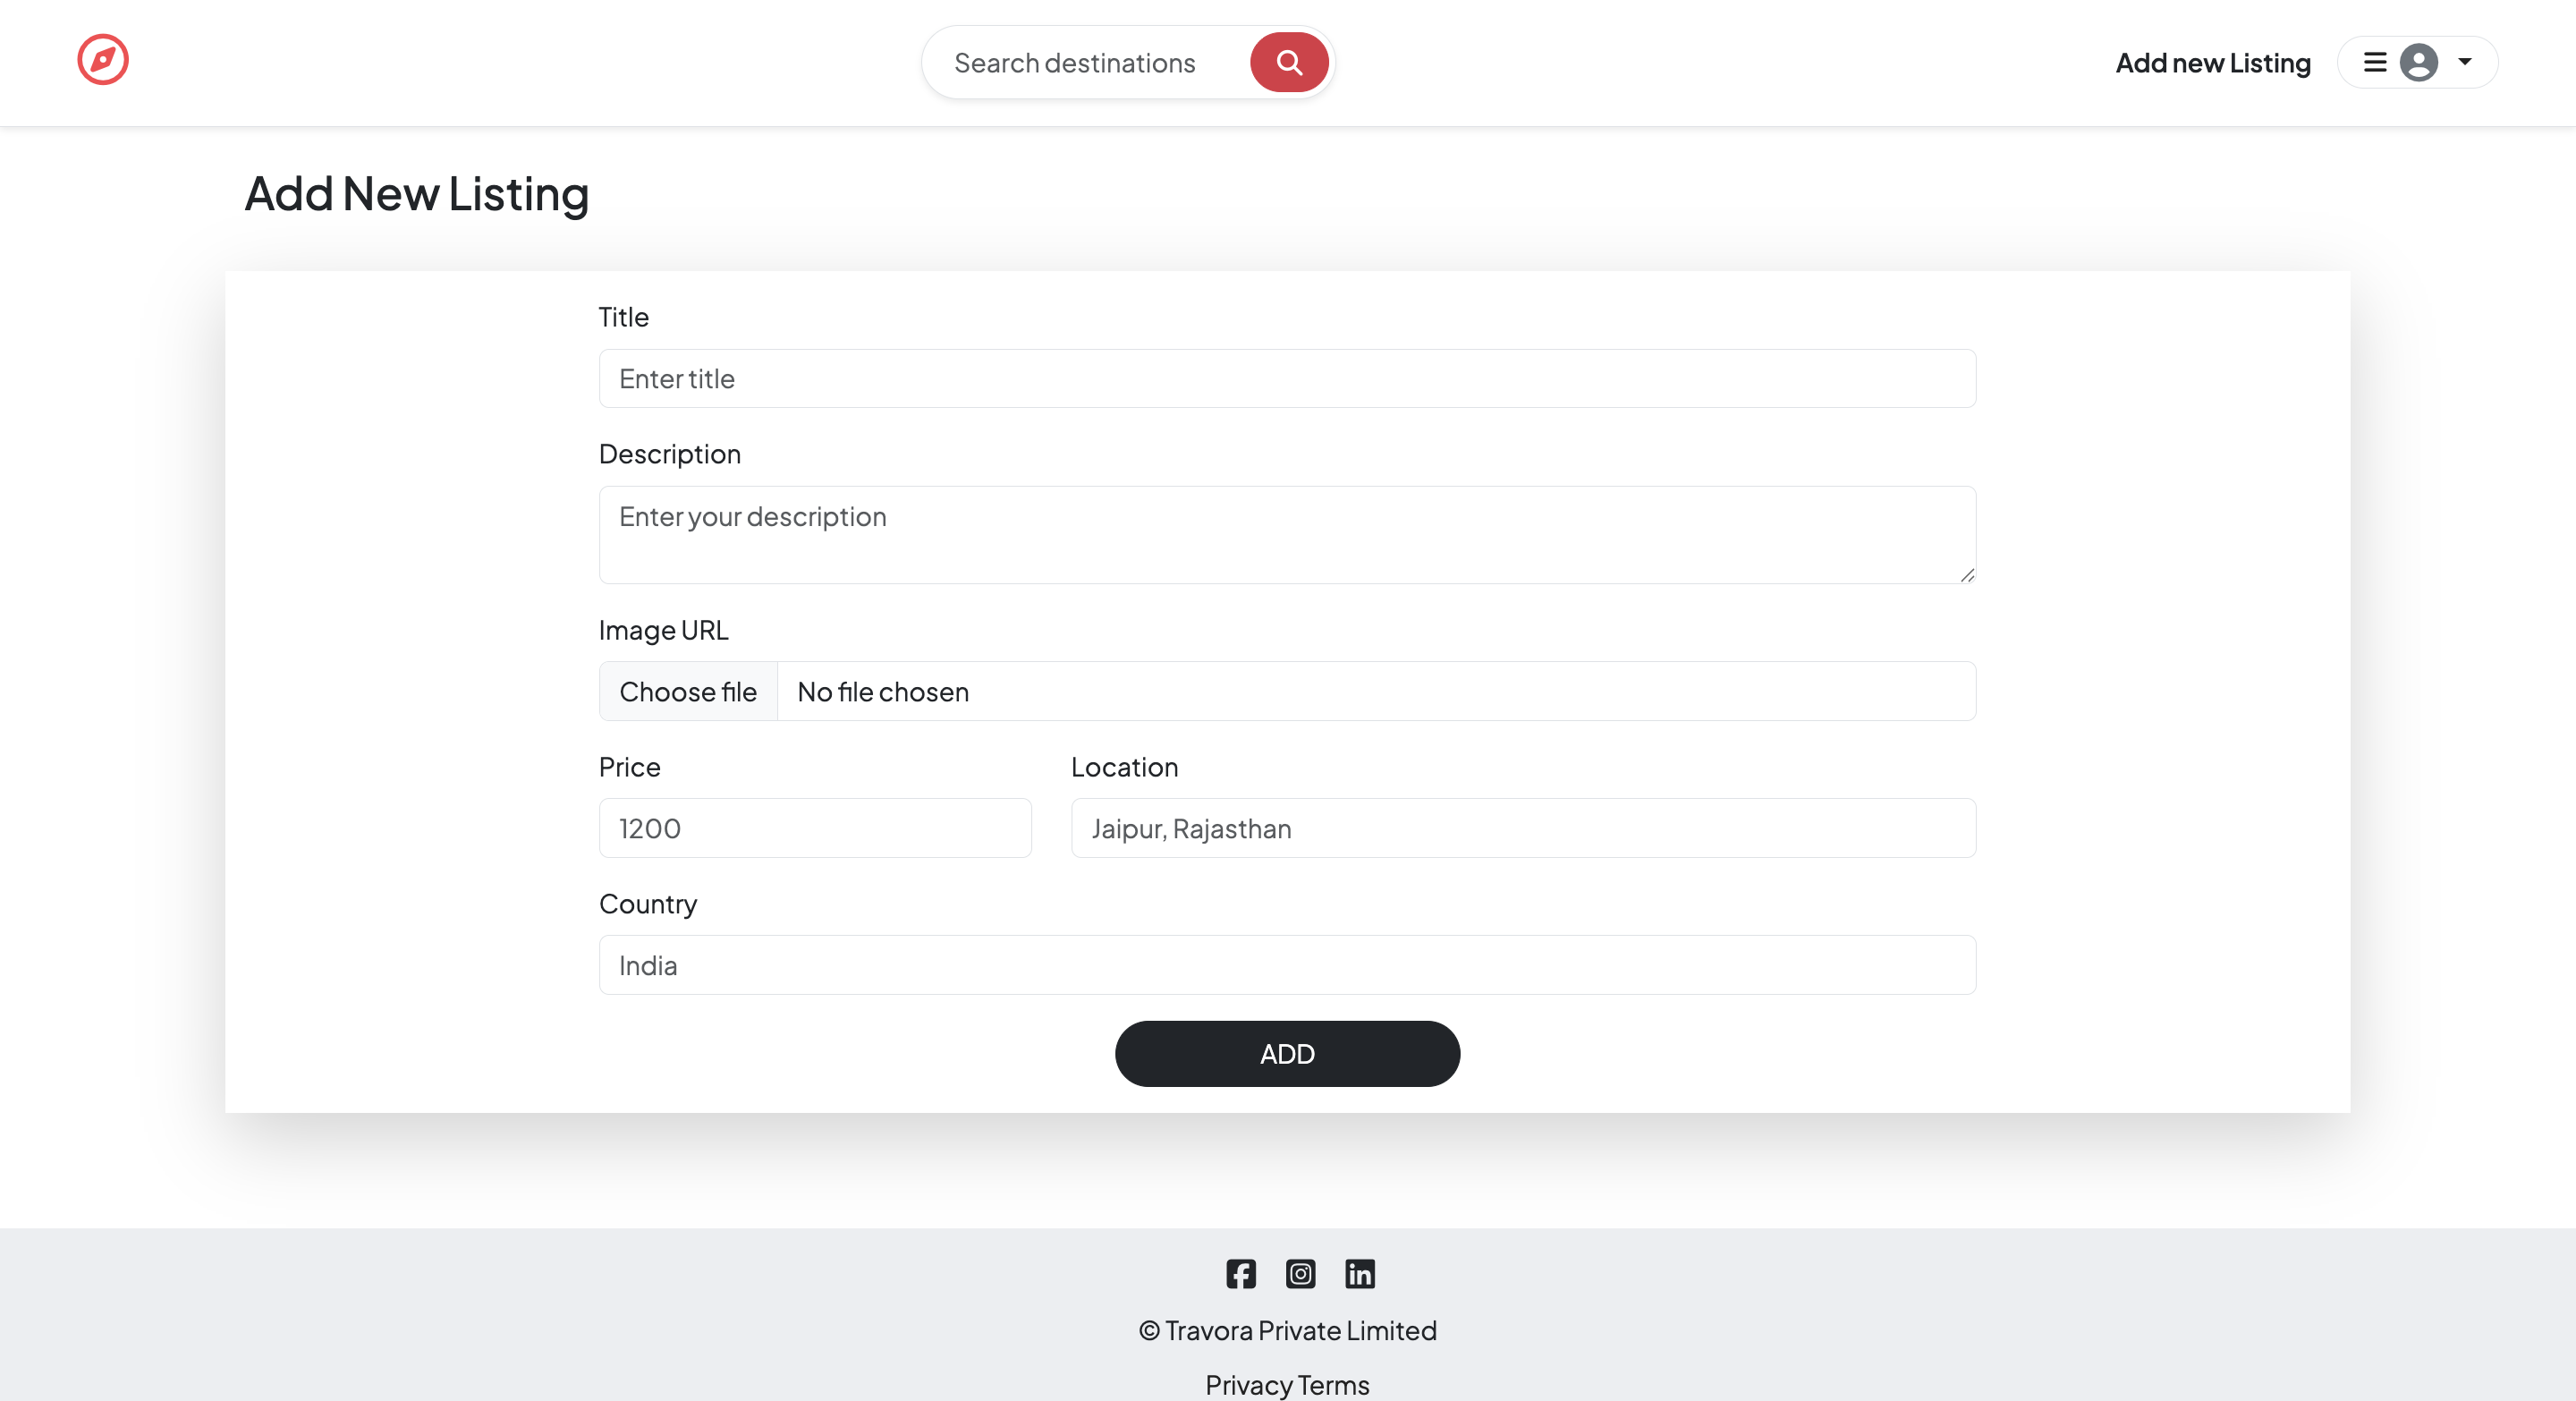 Search destinations
Add new Listing
Add New Listing
Title
Enter title
Description
Enter your description
Image URL
Choose file No file chosen
Price Location
1200 Jaipur, Rajasthan
Country
India
ADD
© Travora Private Limited
Privacy Terms